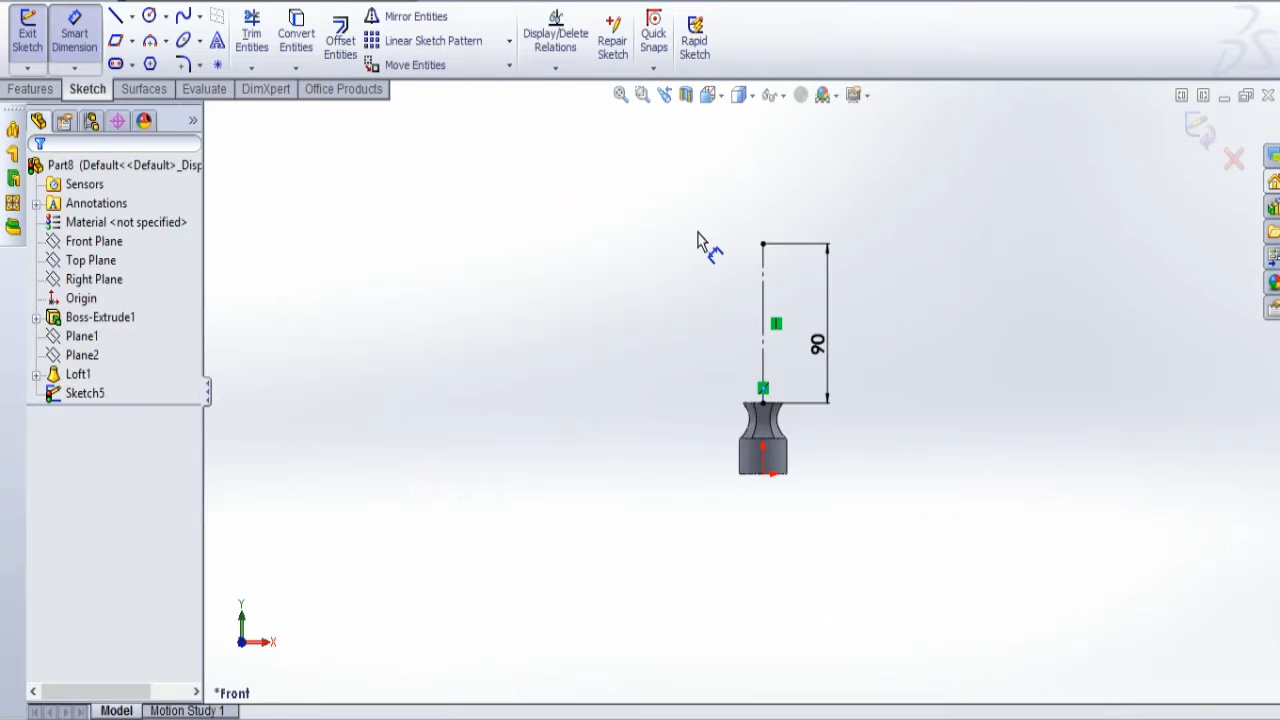 Exit Sketch
Smart Dimension
Trim Entities
Convert Entities
Offset Entities
Mirror Entities
Linear Sketch Pattern
Move Entities
Display/Delete Relations
Repair Sketch
Quick Snaps
Rapid Sketch
Features
Sketch
Surfaces
Evaluate
DimXpert
Office Products
Part8 (Default<<Default>_Disp
Sensors
Annotations
Material <not specified>
Front Plane
Top Plane
Right Plane
Origin
Boss-Extrude1
Plane1
Plane2
Loft1
Sketch5
90
Y
X
*Front
Model
Motion Study 1